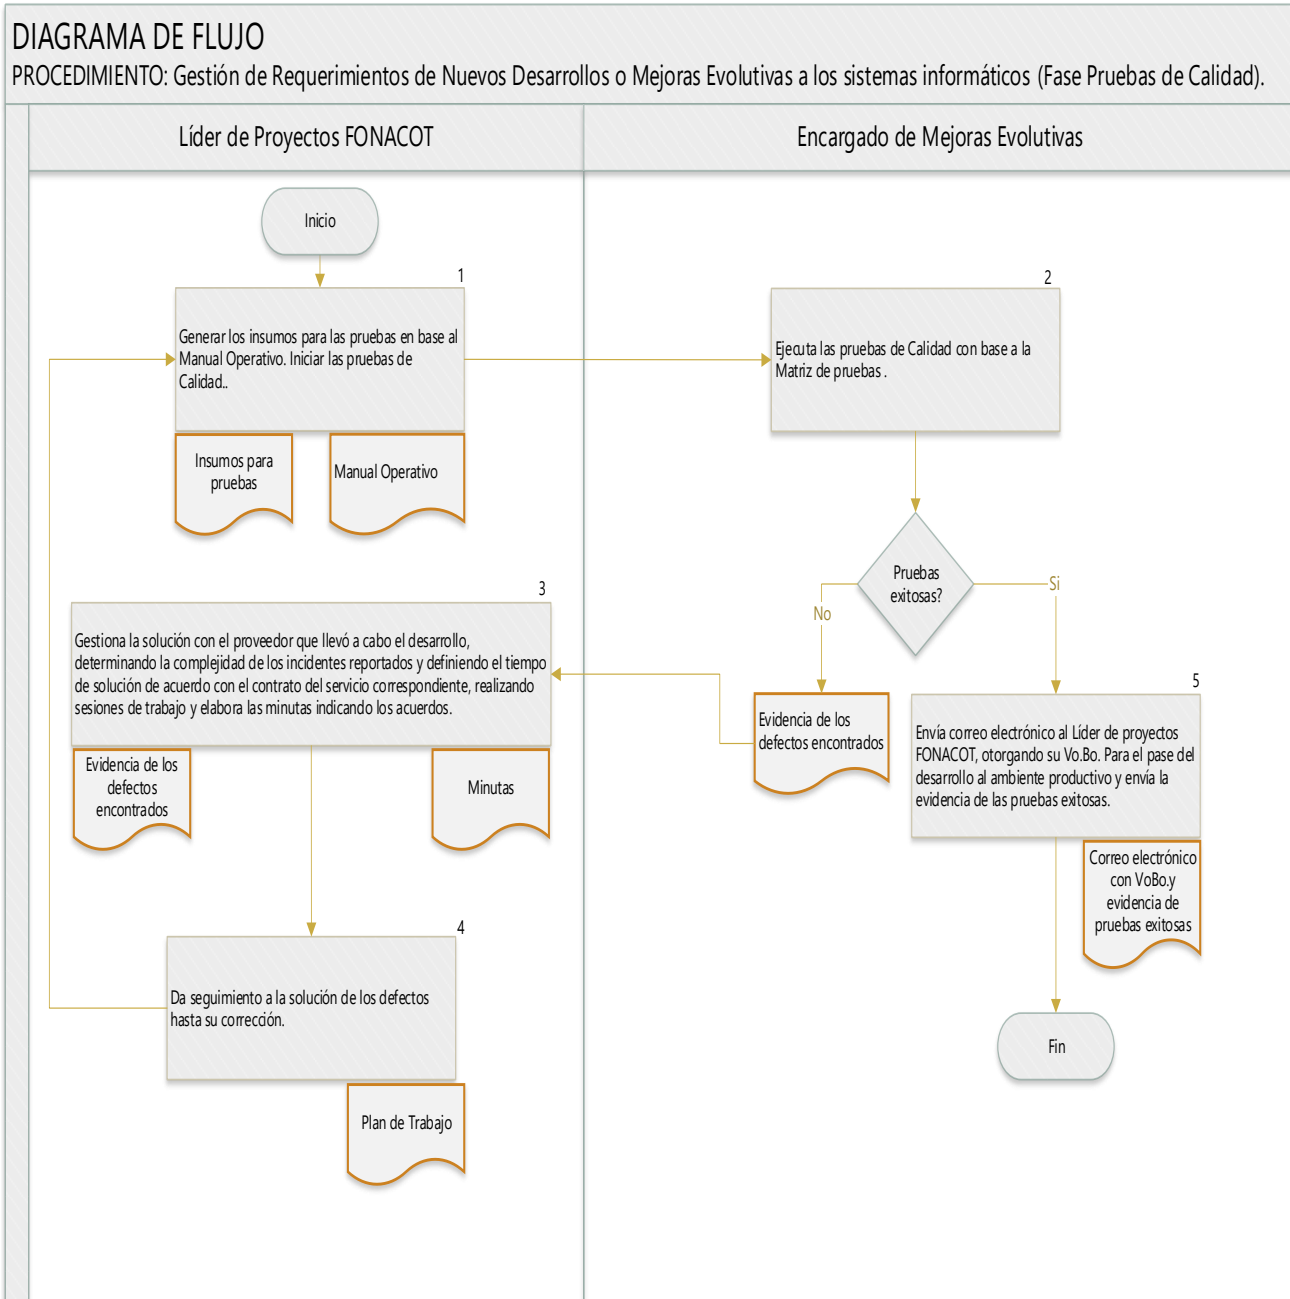 DIAGRAMA DE FLUJO
PROCEDIMIENTO: Gestión de Requerimientos de Nuevos Desarrollos o Mejoras Evolutivas a los sistemas informáticos (Fase Pruebas de Calidad).
Líder de Proyectos FONACOT
Encargado de Mejoras Evolutivas
Inicio
1
Generar los insumos para las pruebas en base al
Manual Operativo. Iniciar las pruebas de
Calidad..
Insumos para
pruebas
Manual Operativo
2
Ejecuta las pruebas de Calidad con base a la
Matriz de pruebas .
Pruebas
exitosas?
No
Si
3
Gestiona la solución con el proveedor que llevó a cabo el desarrollo,
determinando la complejidad de los incidentes reportados y definiendo el tiempo
de solución de acuerdo con el contrato del servicio correspondiente, realizando
sesiones de trabajo y elabora las minutas indicando los acuerdos.
Evidencia de los
defectos
encontrados
Minutas
Evidencia de los
defectos encontrados
5
Envía correo electrónico al Líder de proyectos
FONACOT, otorgando su Vo.Bo. Para el pase del
desarrollo al ambiente productivo y envía la
evidencia de las pruebas exitosas.
Correo electrónico
con VoBo.y
evidencia de
pruebas exitosas
4
Da seguimiento a la solución de los defectos
hasta su corrección.
Plan de Trabajo
Fin